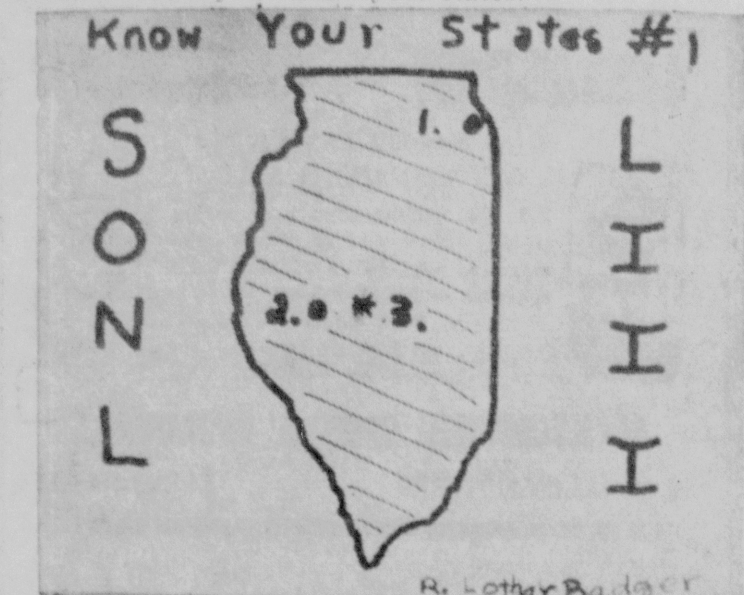 Know Your States #1
1.
S L
O I
2. * 3.
N I
L I
R. Lothar Badger